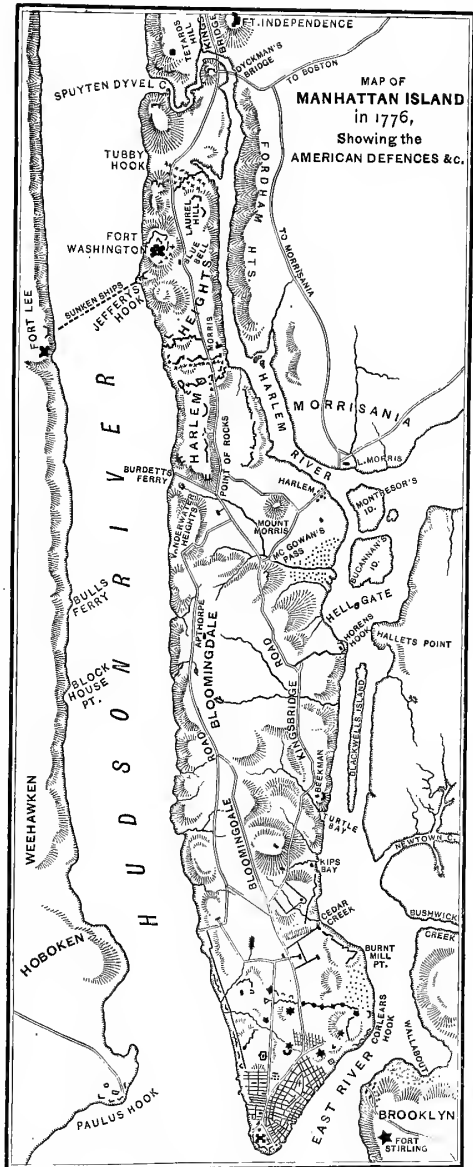 FT. INDEPENDENCE
TETARDS HILL
KINGS BRIDGE
DYCKMAN'S
BRIDGE
TO BOSTON
SPUYTEN DYVEL C.
MAP OF
MANHATTAN ISLAND
in 1776,
Showing the
AMERICAN DEFENCES &c.
TUBBY
HOOK
FORDHAM HTS.
LAUREL HILL
FORT
WASHINGTON
BLUE BELL
TO MORRISANIA
SUNKEN SHIPS
JEFFERYS
HOOK
FORT LEE
HARLEM HEIGHTS
MORRIS
HARLEM RIVER
MORRISANIA
L. MORRIS
POINT OF ROCKS
BURDETTS
FERRY
HARLEM
MONTRESOR'S
ID.
VANDERWATER
HEIGHTS
MOUNT
MORRIS
MC GOWAN'S
PASS
BUCANNAN'S
ID.
HELL GATE
HORENS
HOOK
HALLETS POINT
HUDSON RIVER
BULLS
FERRY
APTHORPE
BLOOMINGDALE
ROAD
KINGSBRIDGE
ROAD
BLOCK
HOUSE
PT.
BLACKWELLS ISLAND
BEEKMAN
TURTLE
BAY
WEEHAWKEN
BLOOMINGDALE
NEWTOWN C.
KIPS
BAY
BUSHWICK
CREEK
CEDAR
CREEK
HOBOKEN
BURNT
MILL
PT.
CORLEARS
HOOK
WALLABOUT
EAST RIVER
PAULUS HOOK
BROOKLYN
FORT
STIRLING